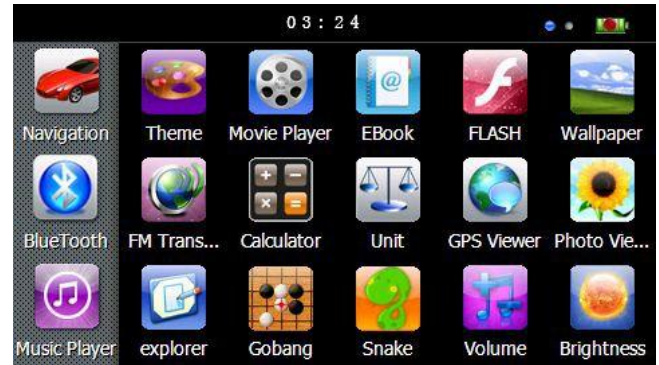 03:24
Navigation Theme Movie Player EBook FLASH Wallpaper
BlueTooth FM Trans... Calculator Unit GPS Viewer Photo Vie...
Music Player explorer Gobang Snake Volume Brightness